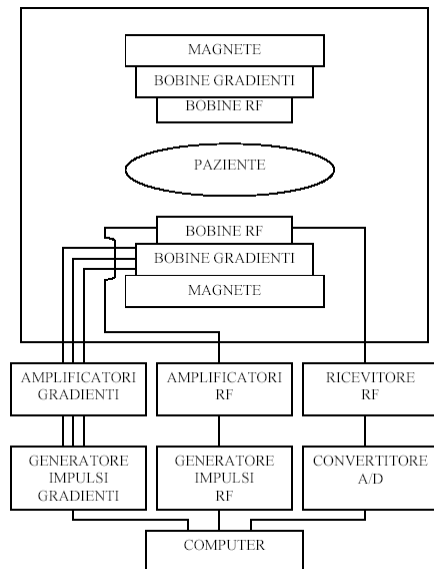 MAGNETE
BOBINE GRADIENTI
BOBINE RF
PAZIENTE
BOBINE RF
BOBINE GRADIENTI
MAGNETE
AMPLIFICATORI
GRADIENTI
AMPLIFICATORI
RF
RICEVITORE
RF
GENERATORE
IMPULSI
GRADIENTI
GENERATORE
IMPULSI
RF
CONVERTITORE
A/D
COMPUTER